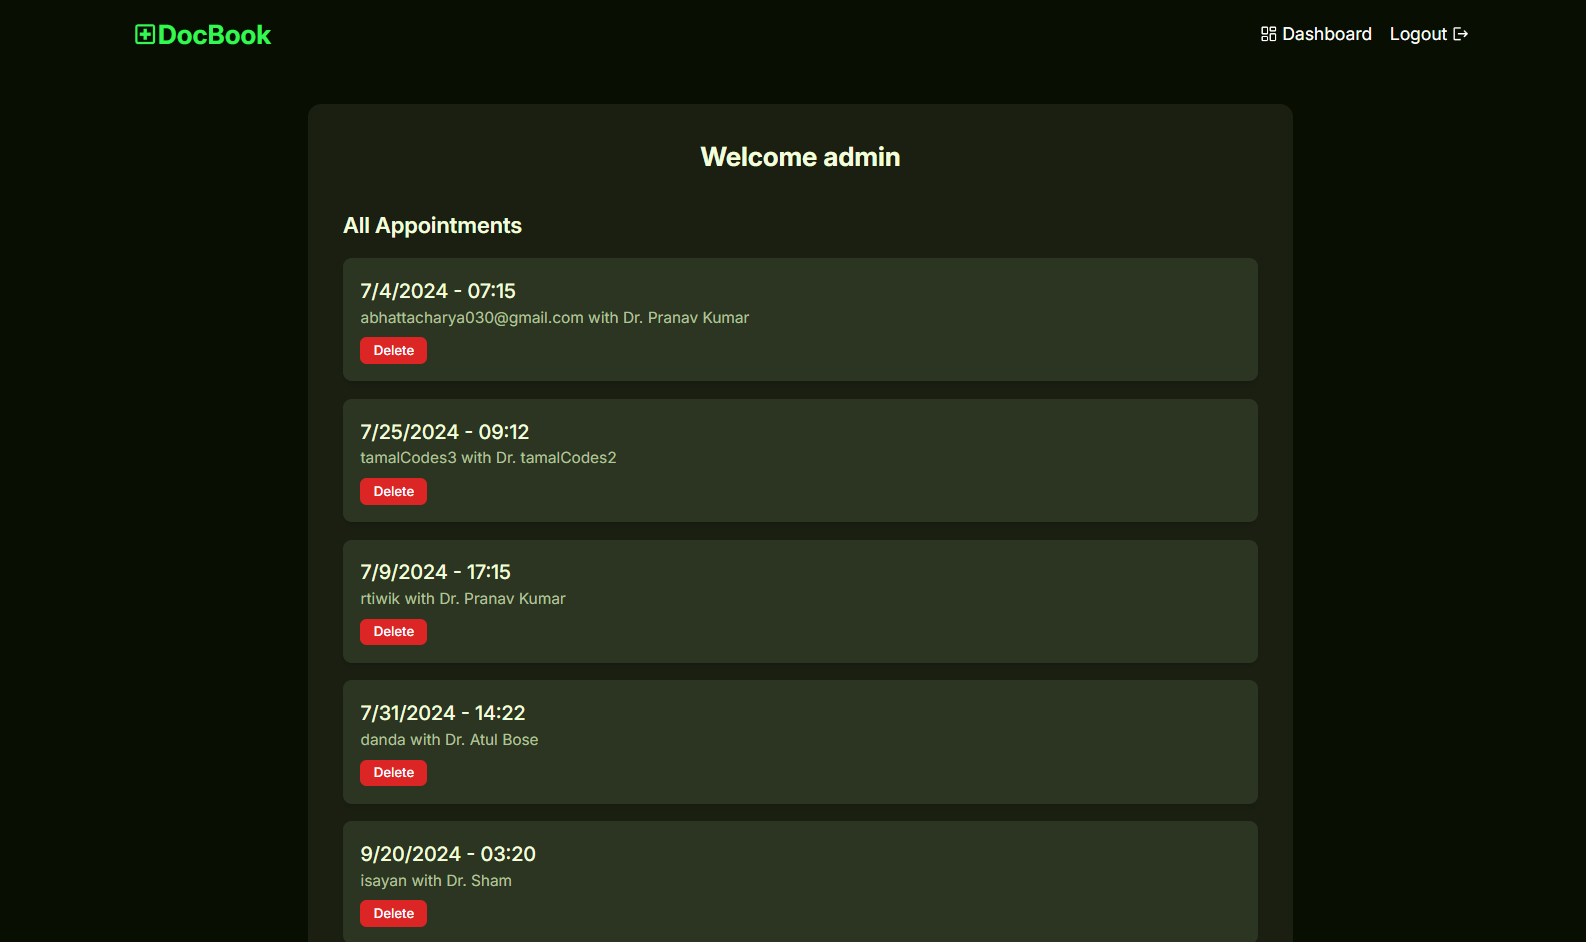 DocBook
Dashboard
Logout
Welcome admin
All Appointments
7/4/2024 - 07:15
abhattacharya030@gmail.com with Dr. Pranav Kumar
Delete
7/25/2024 - 09:12
tamalCodes3 with Dr. tamalCodes2
Delete
7/9/2024 - 17:15
rtiwik with Dr. Pranav Kumar
Delete
7/31/2024 - 14:22
danda with Dr. Atul Bose
Delete
9/20/2024 - 03:20
isayan with Dr. Sham
Delete